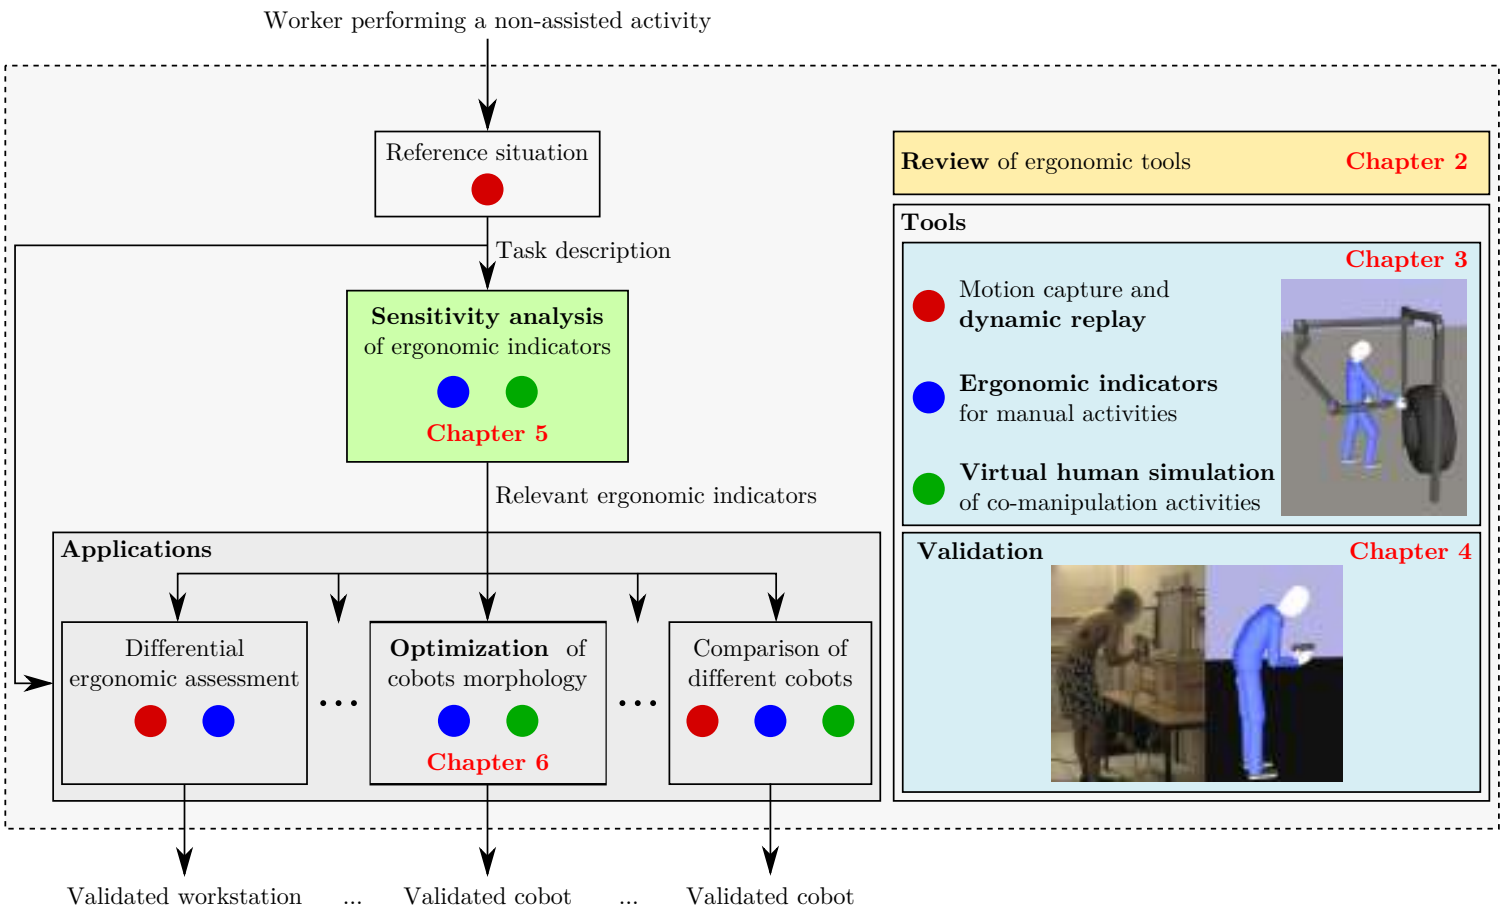 Worker performing a non-assisted activity
Reference situation
Task description
Sensitivity analysis
of ergonomic indicators
Chapter 5
Relevant ergonomic indicators
Applications
Differential
ergonomic assessment
...
Optimization of
cobots morphology
Chapter 6
...
Comparison of
different cobots
Validated workstation
...
Validated cobot
...
Validated cobot
Review of ergonomic tools
Chapter 2
Tools
Chapter 3
Motion capture and
dynamic replay
Ergonomic indicators
for manual activities
Virtual human simulation
of co-manipulation activities
Validation
Chapter 4